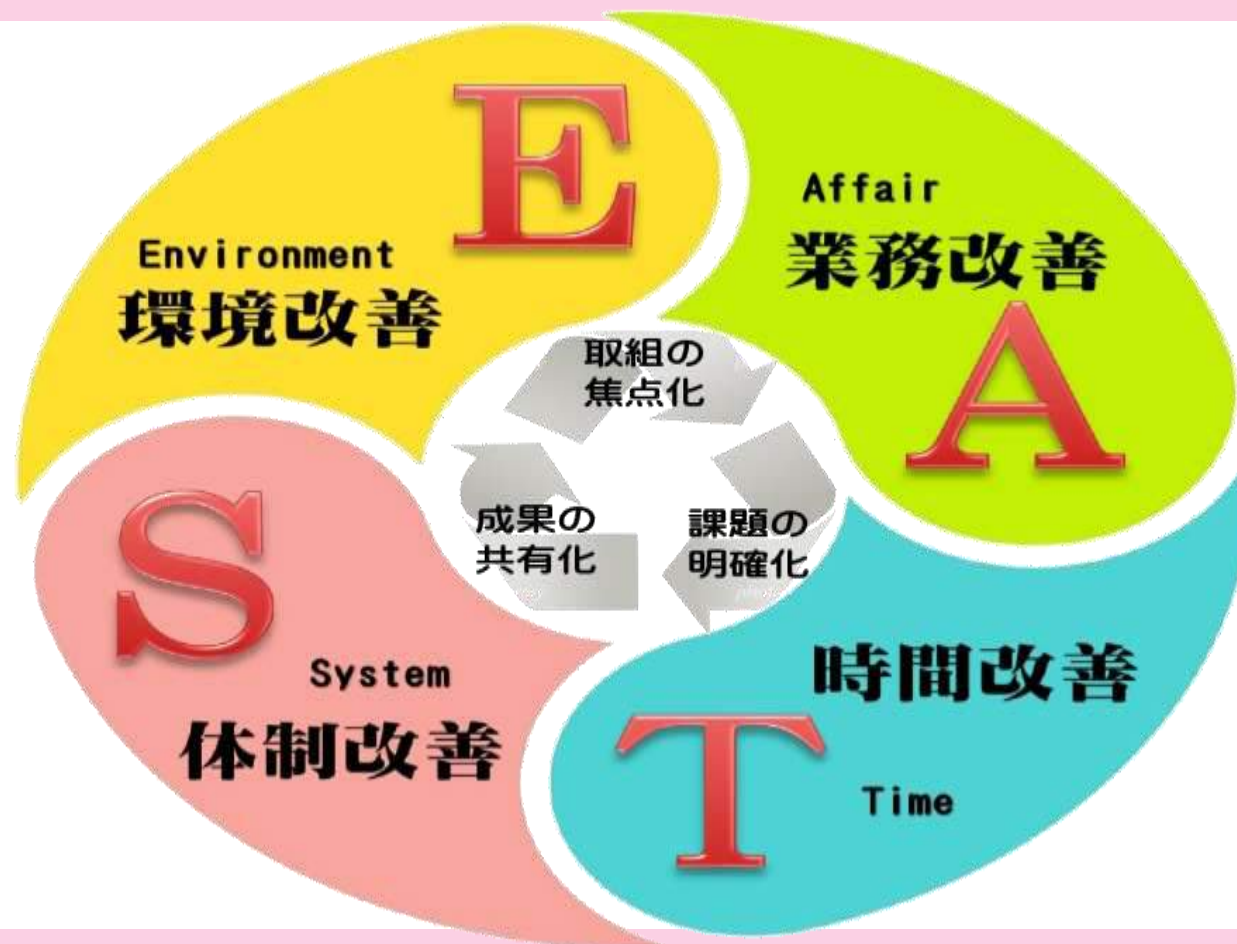 E
Environment
環境改善
Affair
業務改善
A
取組の
焦点化
課題の
明確化
成果の
共有化
S
System
体制改善
時間改善
T
Time